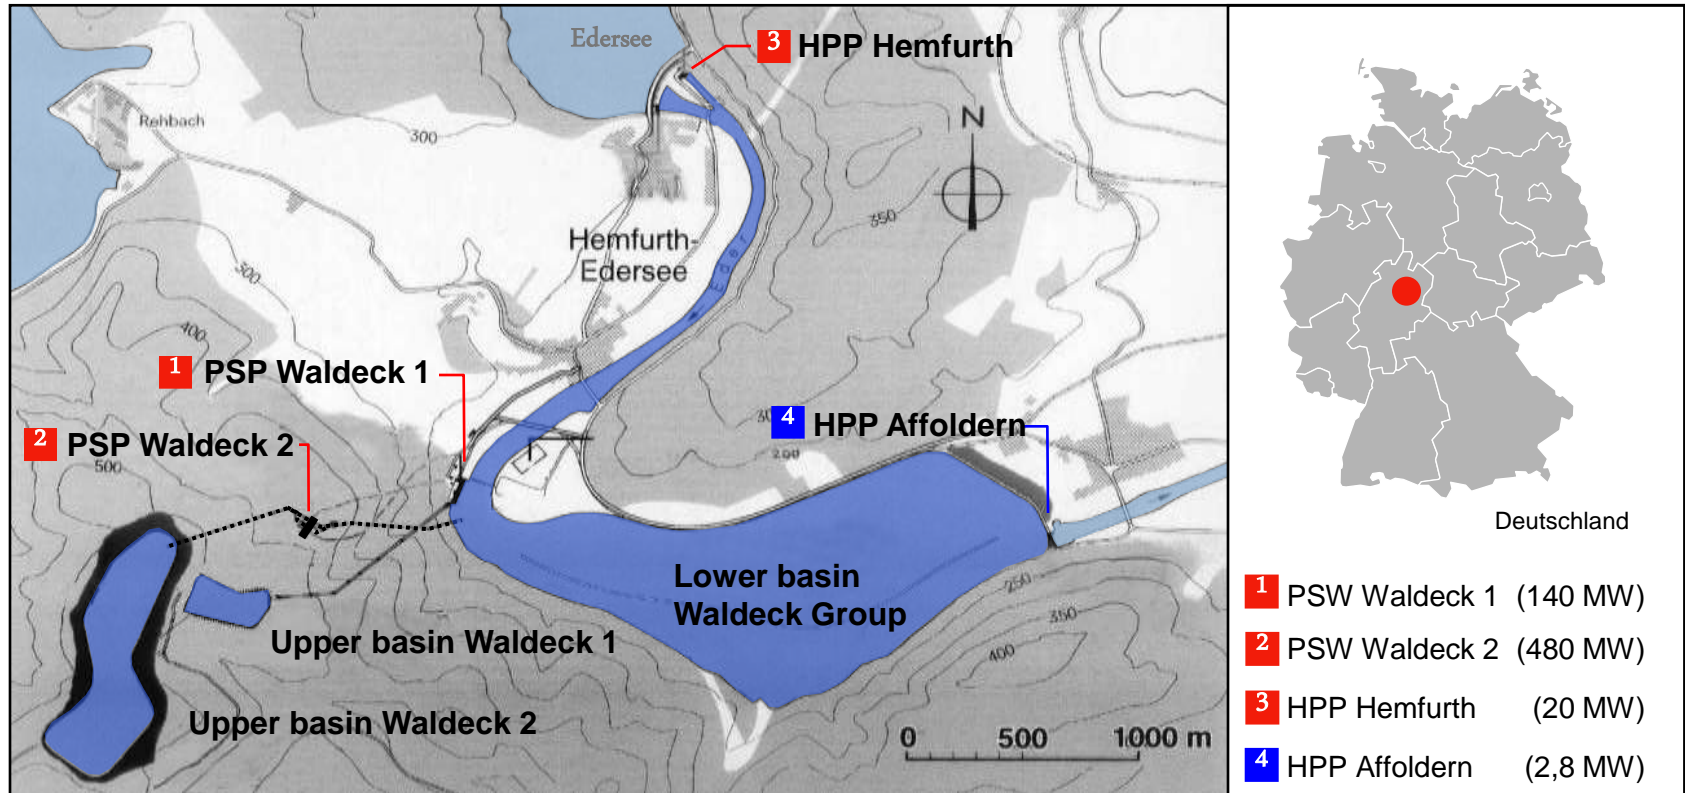 Edersee
3 HPP Hemfurth
Rehbach
300
N
350
Hemfurth-
Edersee
Eder
300
400
1 PSP Waldeck 1
4 HPP Affoldern
2 PSP Waldeck 2
500
200
Lower basin
Waldeck Group
250
350
400
Upper basin Waldeck 1
Upper basin Waldeck 2
0 500 1000 m
Deutschland
1 PSW Waldeck 1 (140 MW)
2 PSW Waldeck 2 (480 MW)
3 HPP Hemfurth (20 MW)
4 HPP Affoldern (2,8 MW)